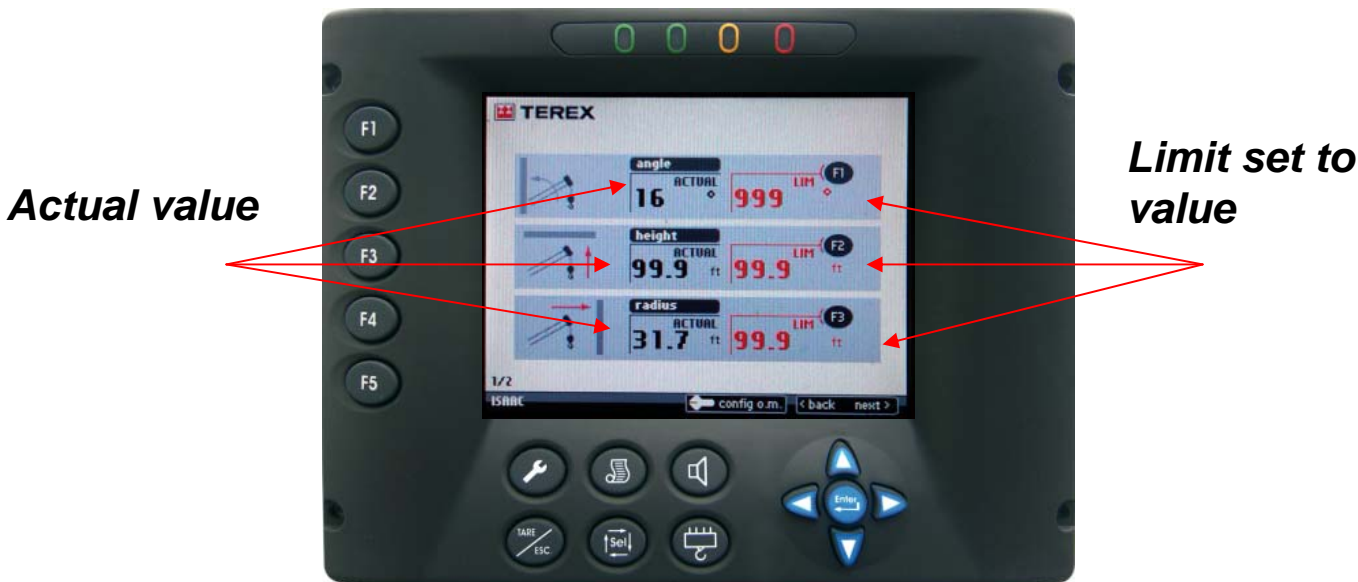 TEREX
F1
F2
F3
F4
F5
Actual value
Limit set to
value
angle
ACTUAL
16 °
LIM
999 °
F1
height
ACTUAL
99.9 ft
LIM
99.9 ft
F2
radius
ACTUAL
31.7 ft
LIM
99.9 ft
F3
1/2
ISAAC
config o.m.
< back next >
TARE/ESC
Sel
Enter